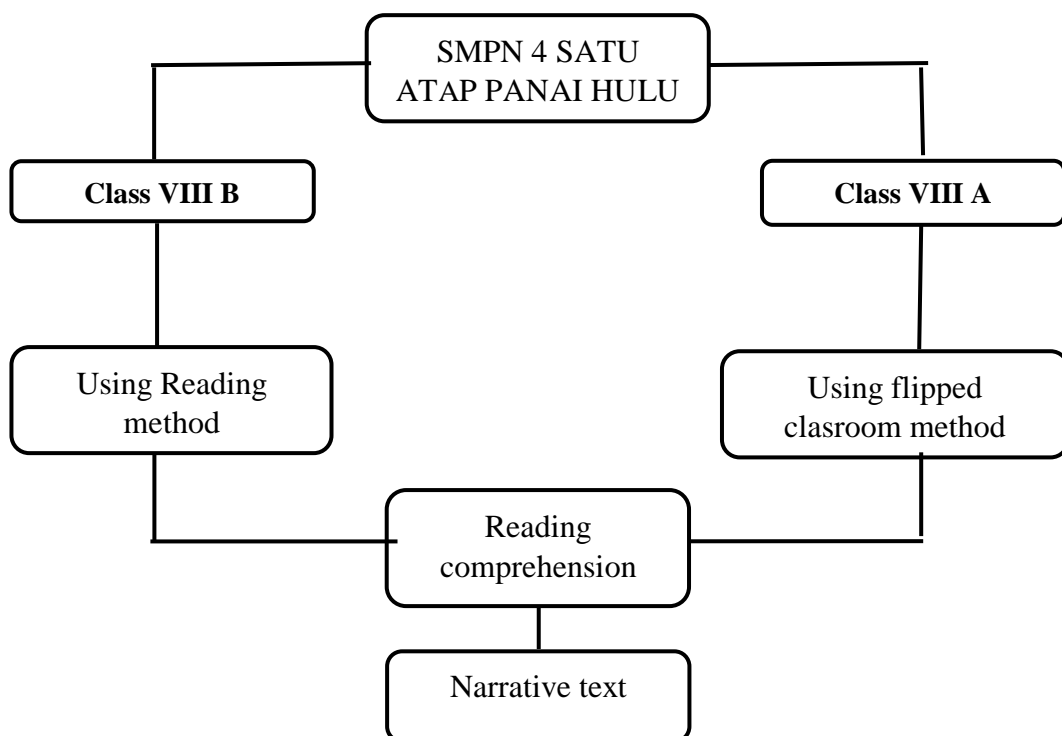 SMPN 4 SATU
ATAP PANAI HULU
Class VIII B
Class VIII A
Using Reading
method
Using flipped
clasroom method
Reading
comprehension
Narrative text